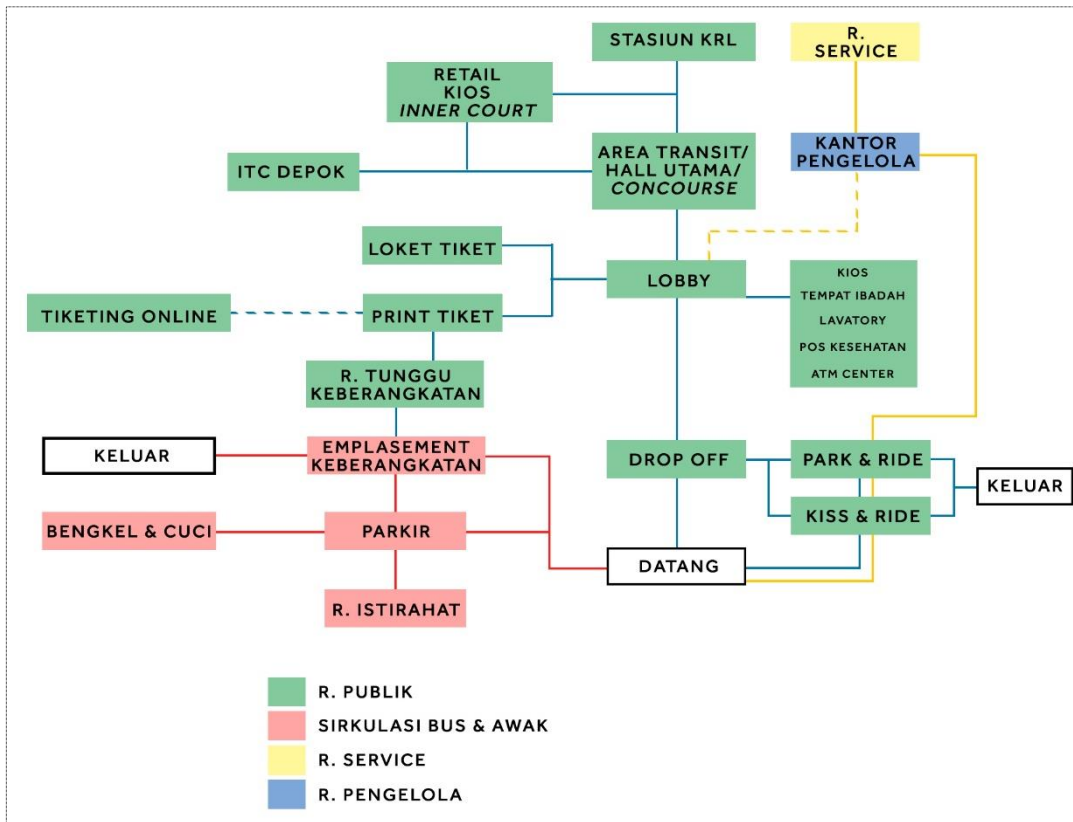 STASIUN KRL
R.
SERVICE
RETAIL
KIOS
INNER COURT
ITC DEPOK
AREA TRANSIT/
HALL UTAMA/
CONCOURSE
KANTOR
PENGELOLA
LOKET TIKET
LOBBY
KIOS
TEMPAT IBADAH
LAVATORY
POS KESEHATAN
ATM CENTER
TIKETING ONLINE
PRINT TIKET
R. TUNGGU
KEBERANGKATAN
KELUAR
EMPLASEMENT
KEBERANGKATAN
DROP OFF
PARK & RIDE
KELUAR
KISS & RIDE
BENGKEL & CUCI
PARKIR
DATANG
R. ISTIRAHAT
R. PUBLIK
SIRKULASI BUS & AWAK
R. SERVICE
R. PENGELOLA